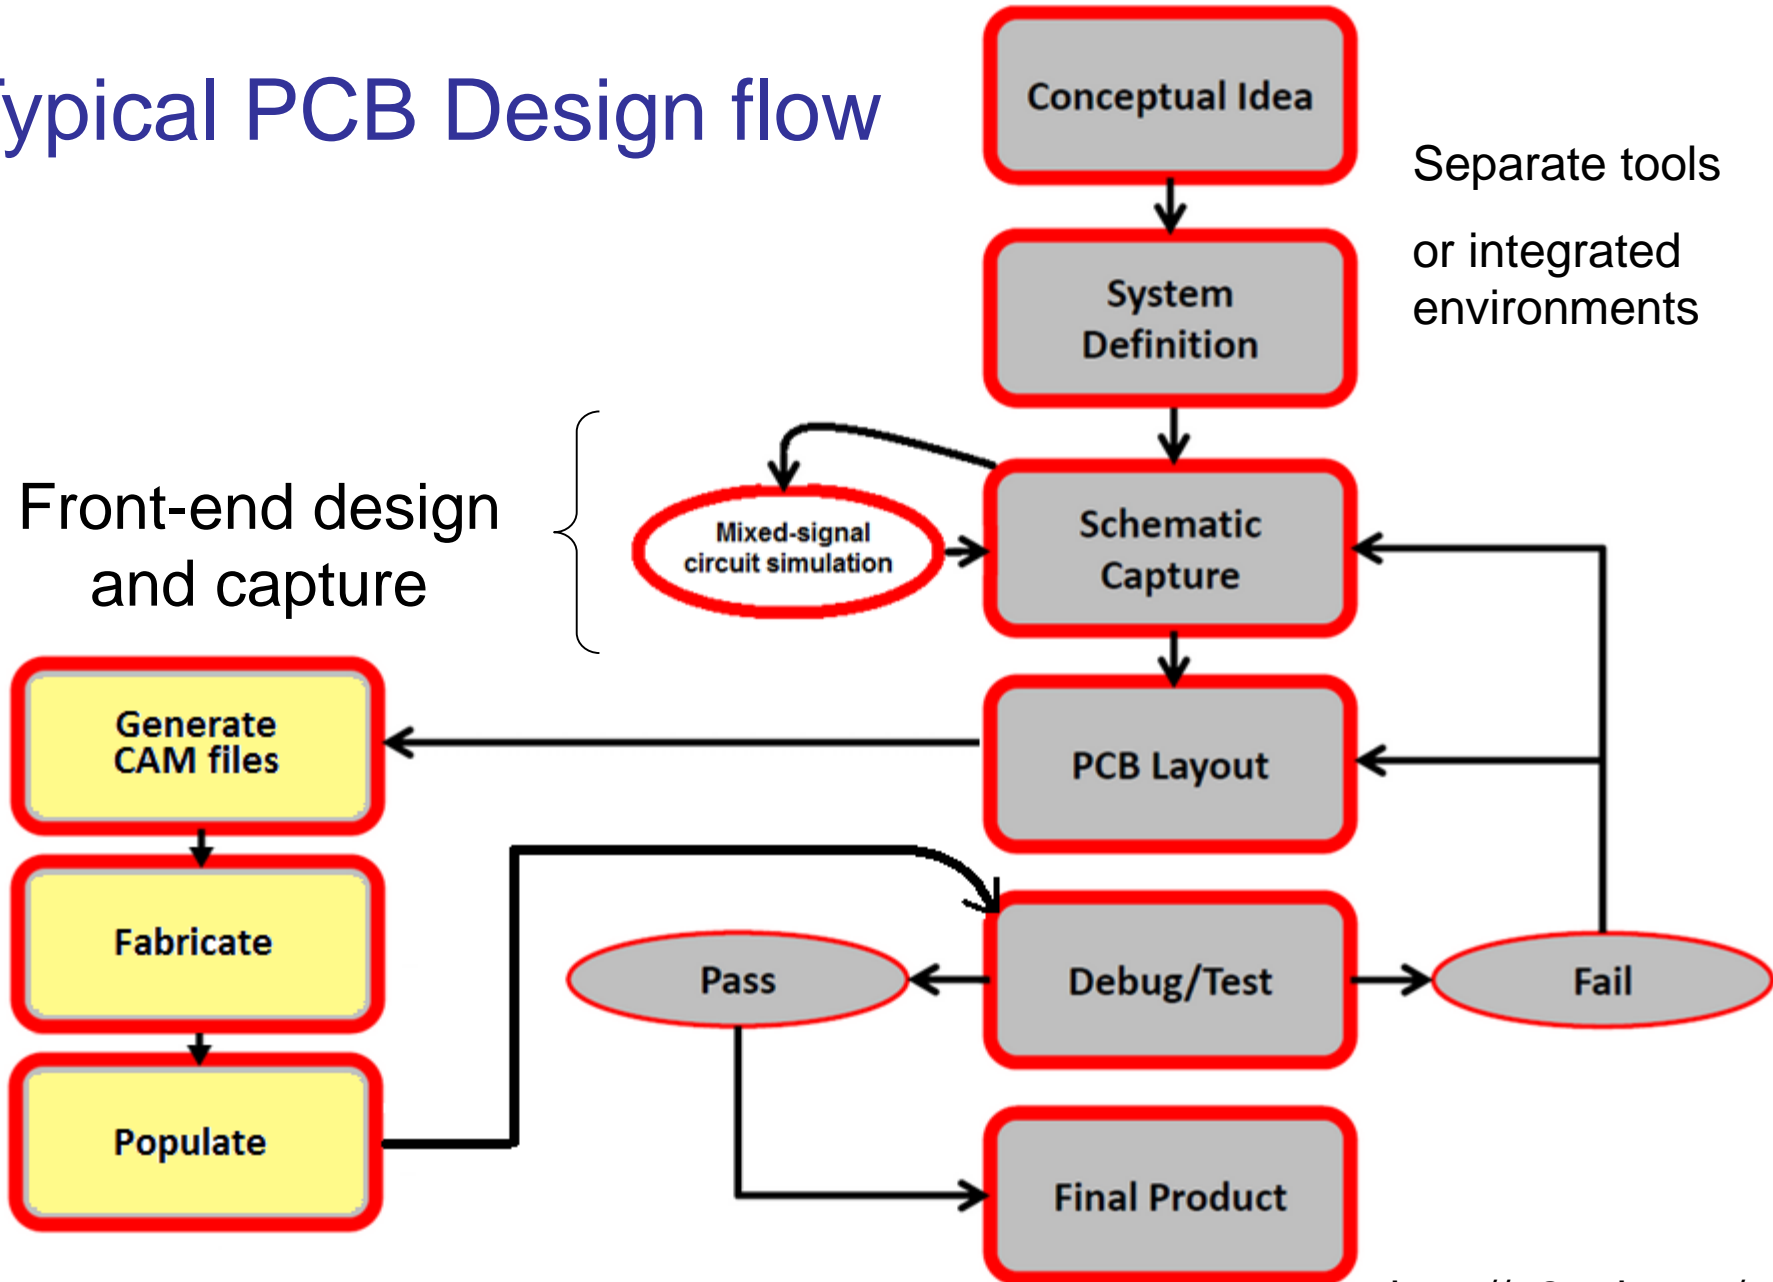 ypical PCB Design flow
Conceptual Idea
Separate tools
or integrated
environments
System
Definition
Front-end design
and capture
Mixed-signal
circuit simulation
Schematic
Capture
Generate
CAM files
PCB Layout
Fabricate
Pass
Debug/Test
Fail
Populate
Final Product